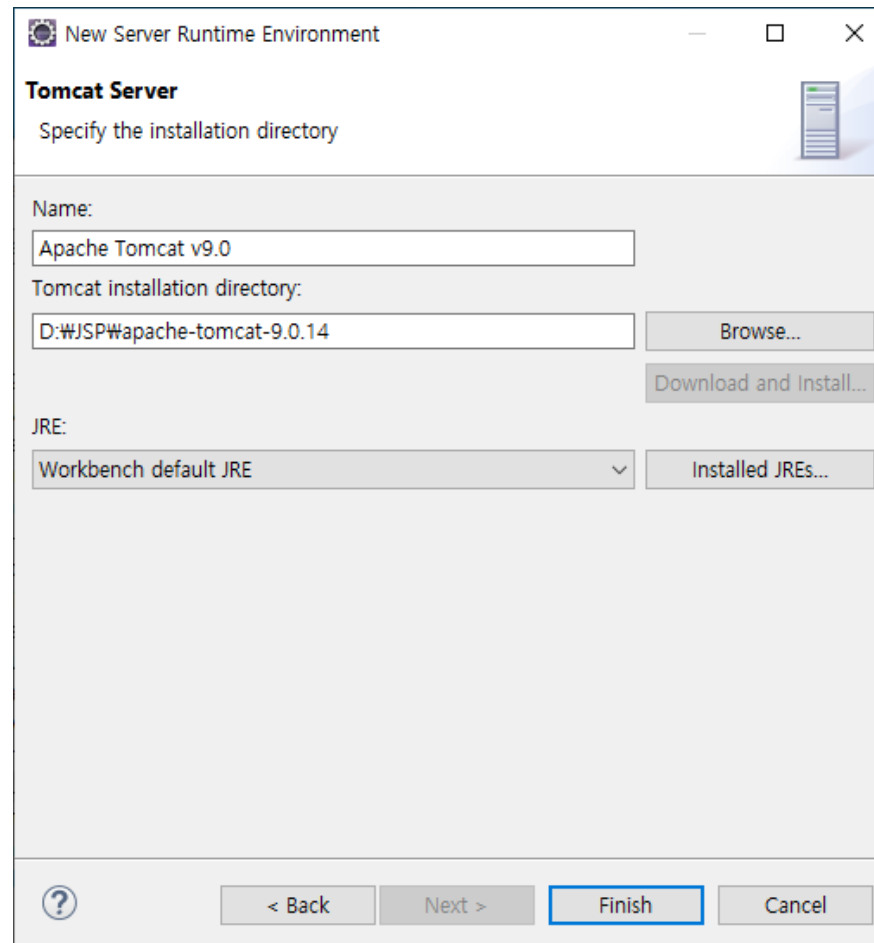 New Server Runtime Environment
Tomcat Server
Specify the installation directory
Name:
Apache Tomcat v9.0
Tomcat installation directory:
D:₩JSP₩apache-tomcat-9.0.14
Browse...
Download and Install...
JRE:
Workbench default JRE
Installed JREs...
?
< Back
Next >
Finish
Cancel